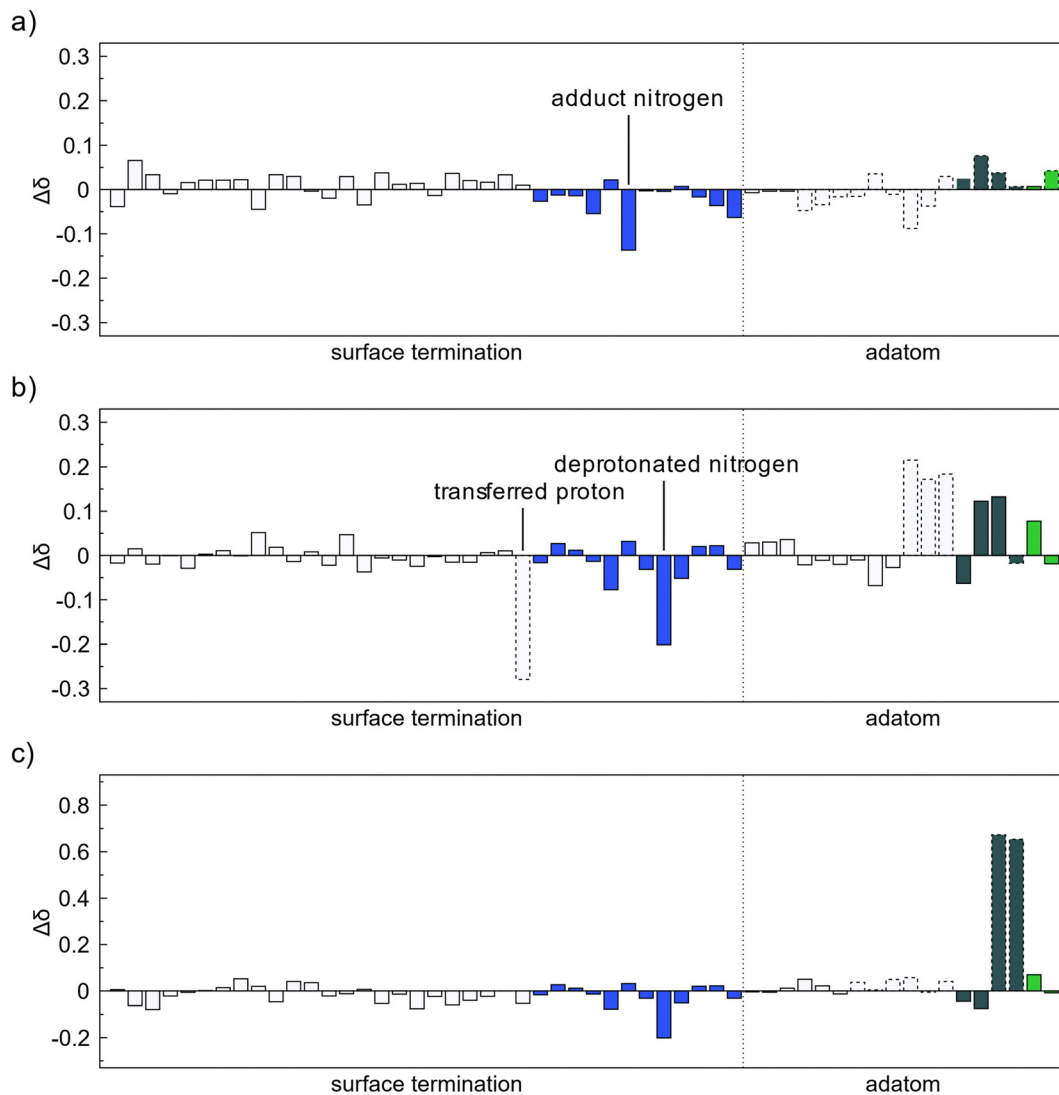 a)
0.3
0.2
adduct nitrogen
0.1
Δδ
0
-0.1
-0.2
-0.3
surface termination
adatom
b)
0.3
0.2
deprotonated nitrogen
transferred proton
0.1
Δδ
0
-0.1
-0.2
-0.3
surface termination
adatom
c)
0.8
0.6
0.4
Δδ
0.2
0
-0.2
surface termination
adatom